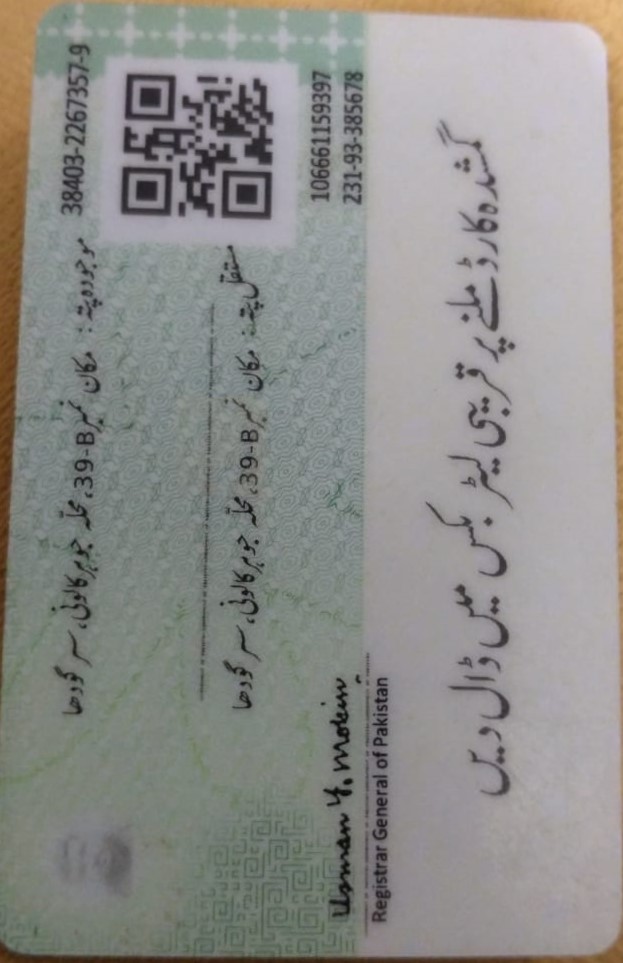 38403-2267357-9
موجودہ پتہ: مکان نمبر 39-B، محلہ جوہر کالونی، سرگودھا
مستقل پتہ: مکان نمبر 39-B، محلہ جوہر کالونی، سرگودھا
106661159397
231-93-385678
Usman Y. Mobin
Registrar General of Pakistan
گمشدہ کارڈ ملنے پر قریبی لیٹر بکس میں ڈال دیں